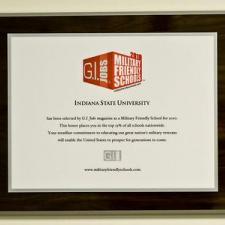 G.I. JOBS
MILITARY
FRIENDLY
SCHOOLS
INDIANA STATE UNIVERSITY
has been selected by G.I. Jobs magazine as a Military Friendly School for 2010.
This honor places you in the top 15% of all schools nationwide.
Your steadfast commitment to educating our great nation's military veterans
will enable the United States to prosper for generations to come.
G.I.
www.militaryfriendlyschools.com